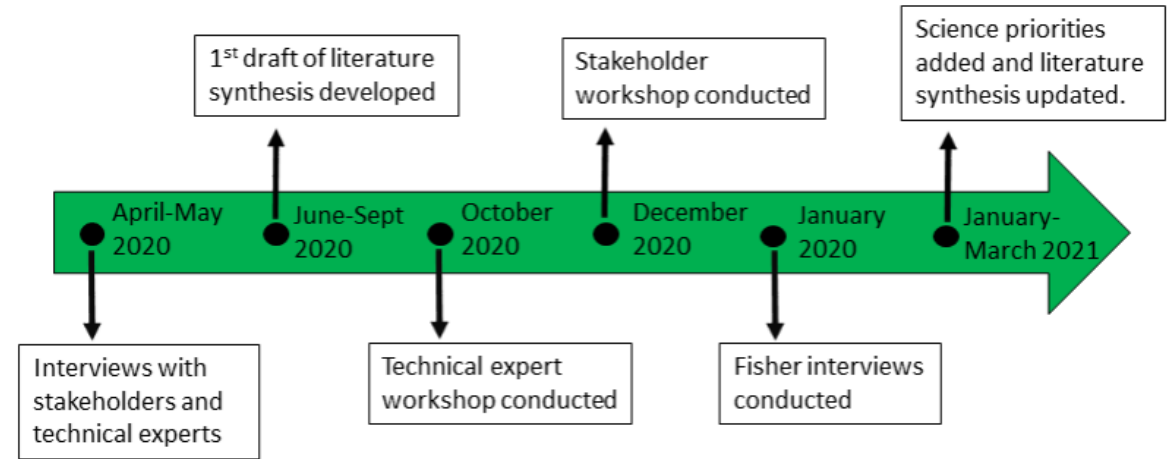 1st draft of literature
synthesis developed
Stakeholder
workshop conducted
Science priorities
added and literature
synthesis updated.
April-May
2020
June-Sept
2020
October
2020
December
2020
January
2020
January-
March 2021
Interviews with
stakeholders and
technical experts
Technical expert
workshop conducted
Fisher interviews
conducted